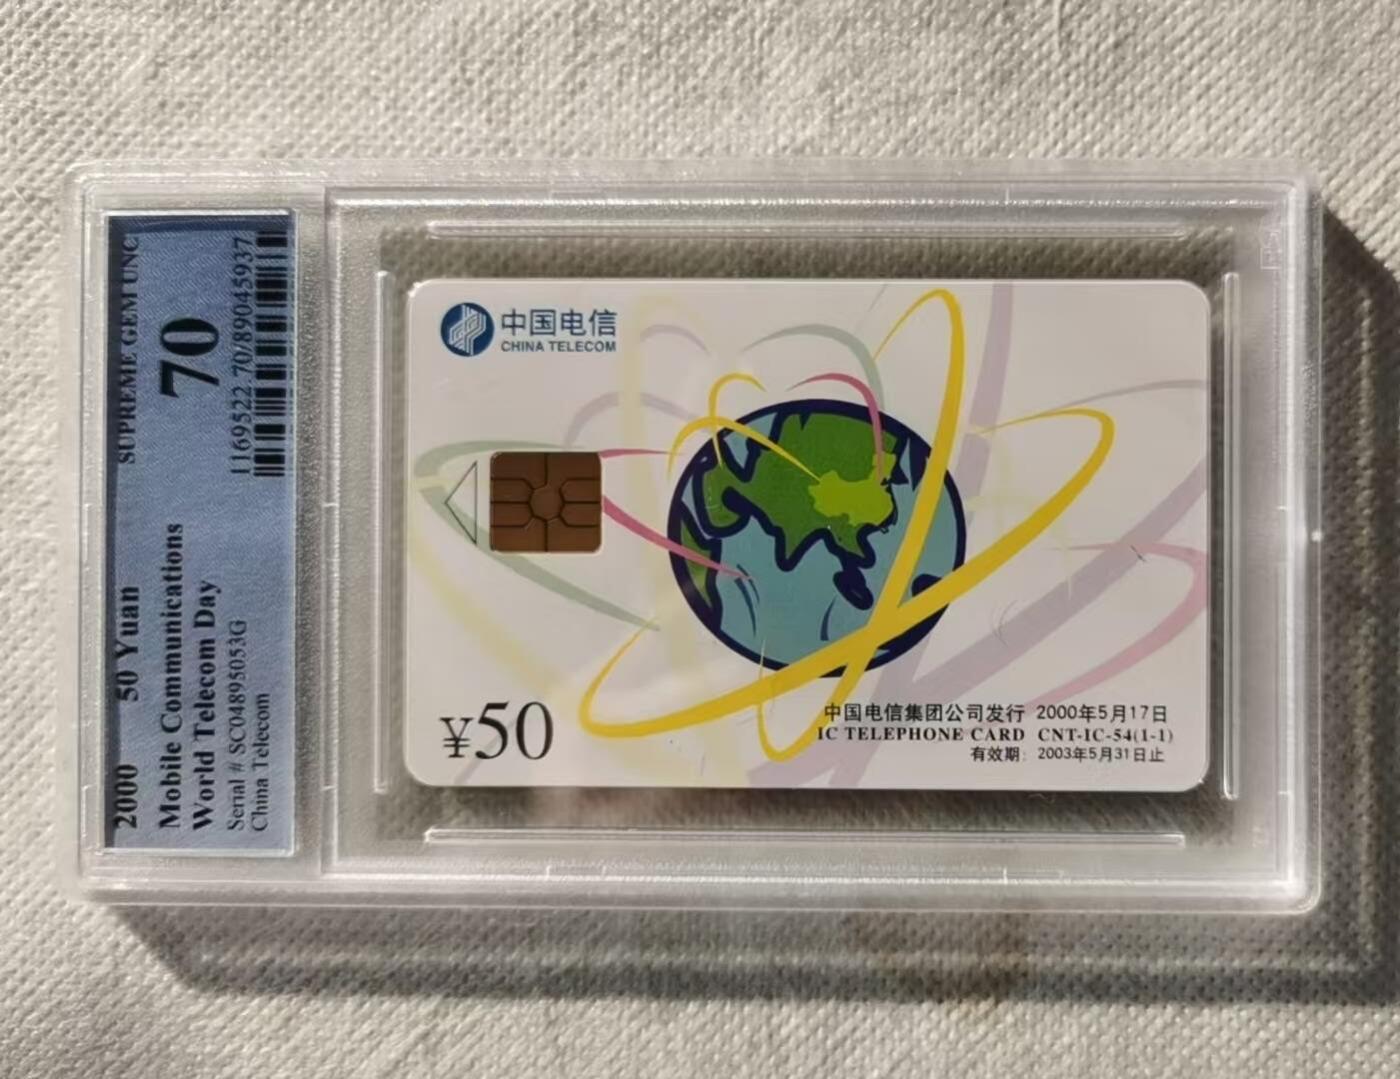 2000 50 Yuan SUPREME GEM UNC
Mobile Communications 70
World Telecom Day
Serial # SC04895053G 1169522.70/89045937
China Telecom
中国电信
CHINA TELECOM
¥50
中国电信集团公司发行 2000年5月17日
IC TELEPHONE CARD CNT-IC-54(1-1)
有效期：2003年5月31日止